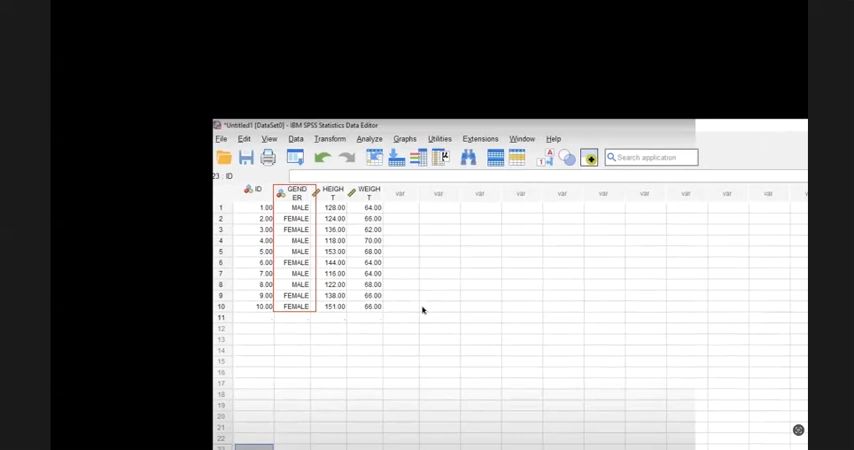 *Untitled1 [DataSet0] - IBM SPSS Statistics Data Editor
File Edit View Data Transform Analyze Graphs Utilities Extensions Window Help
Search application
23 : ID
ID GENDER HEIGHT WEIGHT var var var var var var var var var var var
1 1.00 MALE 128.00 64.00
2 2.00 FEMALE 124.00 66.00
3 3.00 FEMALE 136.00 62.00
4 4.00 MALE 118.00 70.00
5 5.00 MALE 153.00 68.00
6 6.00 FEMALE 144.00 64.00
7 7.00 MALE 116.00 64.00
8 8.00 MALE 122.00 68.00
9 9.00 FEMALE 138.00 66.00
10 10.00 FEMALE 151.00 66.00
11
12
13
14
15
16
17
18
19
20
21
22